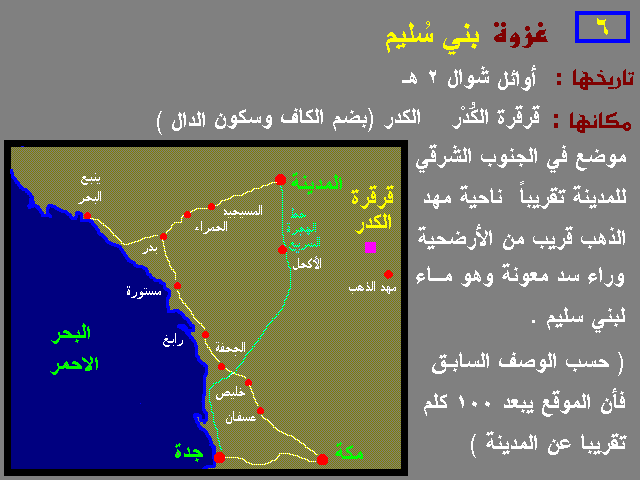 ٦
غزوة بني سُليم
تاريخها : أوائل شوال ٢ هـ
مكانها : قرقرة الكُدْر الكدر (بضم الكاف وسكون الدال )
موضع في الجنوب الشرقي
للمدينة تقريباً ناحية مهد
الذهب قريب من الأرضحية
وراء سد معونة وهو مــاء
لبني سليم .
( حسب الوصف السابـق
فأن الموقع يبعد ١٠٠ كلم
تقريبا عن المدينة )
المدينة
قرقرة
الكدر
ينبع
البحر
المسيجيد
الحمراء
خط
الهجرة
السريع
بدر
الأكحل
مهد الذهب
مستورة
رابغ
الجحفة
البحر
الاحمر
خليص
عسفان
جدة
مكة